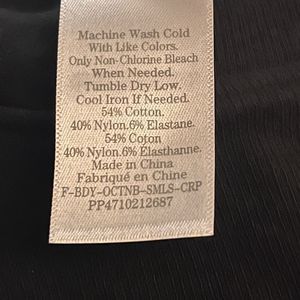 Machine Wash Cold
With Like Colors.
Only Non-Chlorine Bleach
When Needed.
Tumble Dry Low.
Cool Iron If Needed.
54% Cotton.
40% Nylon.6% Elastane.
54% Coton
40% Nylon.6% Elasthanne.
Made in China
Fabriqué en Chine
F-BDY-OCTNB-SMLS-CRP
PP4710212687